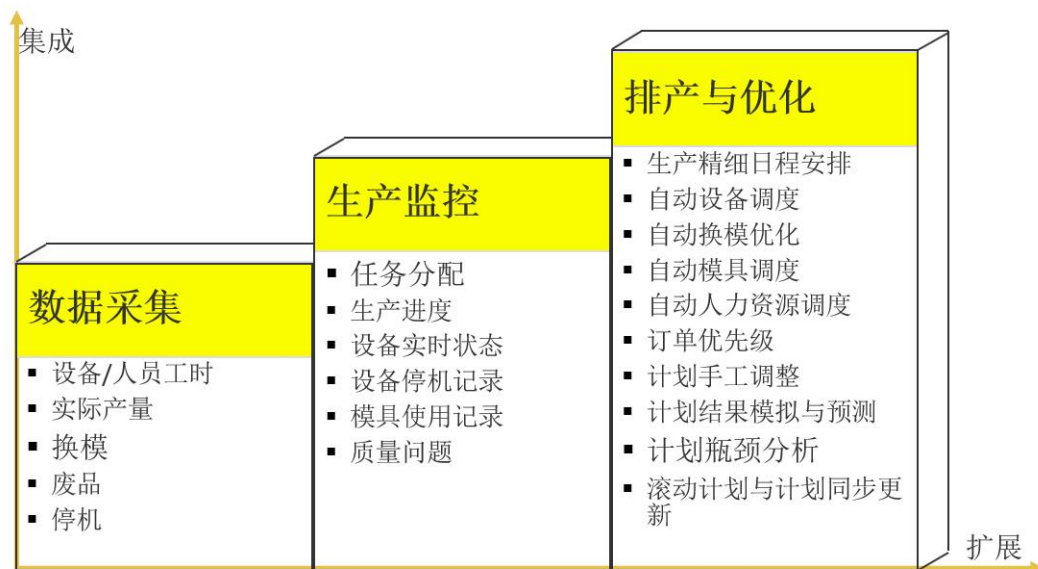 集成
数据采集
▪ 设备/人员工时
▪ 实际产量
▪ 换模
▪ 废品
▪ 停机
生产监控
▪ 任务分配
▪ 生产进度
▪ 设备实时状态
▪ 设备停机记录
▪ 模具使用记录
▪ 质量问题
排产与优化
▪ 生产精细日程安排
▪ 自动设备调度
▪ 自动换模优化
▪ 自动模具调度
▪ 自动人力资源调度
▪ 订单优先级
▪ 计划手工调整
▪ 计划结果模拟与预测
▪ 计划瓶颈分析
▪ 滚动计划与计划同步更
新
扩展